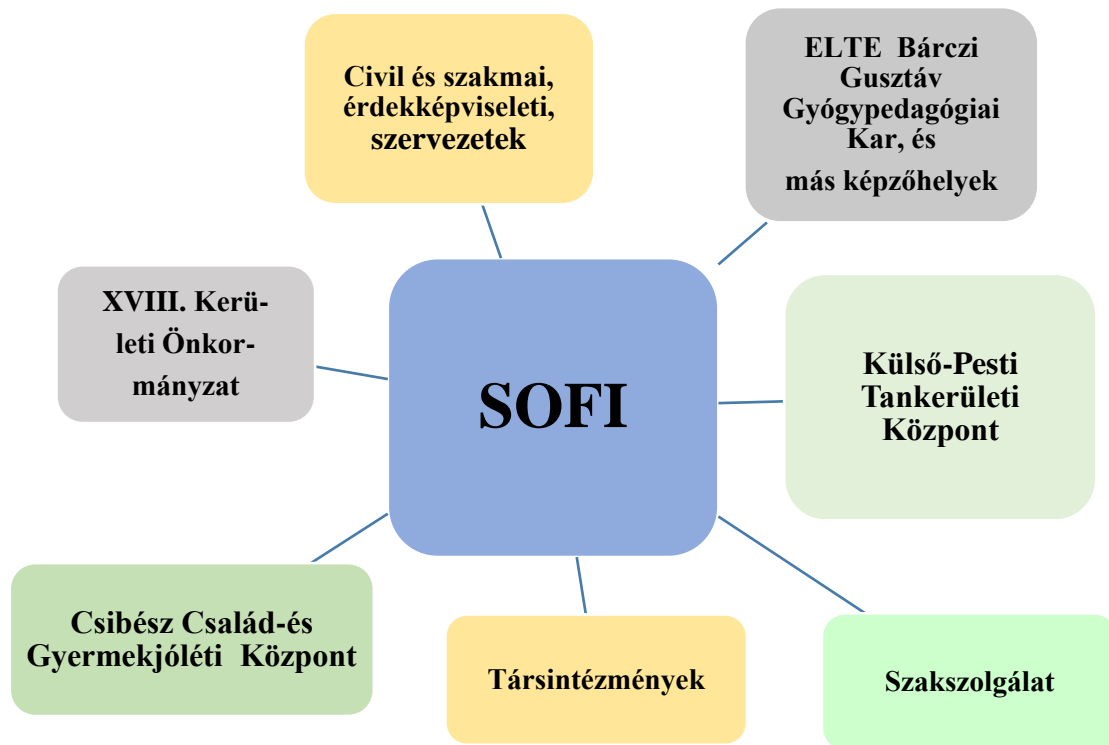 Civil és szakmai,
érdekképviseleti,
szervezetek
ELTE Bárczi
Gusztáv
Gyógypedagógiai
Kar, és
más képzőhelyek
XVIII. Kerü-
leti Önkor-
mányzat
SOFI
Külső-Pesti
Tankerületi
Központ
Csibész Család-és
Gyermekjóléti Központ
Társintézmények
Szakszolgálat